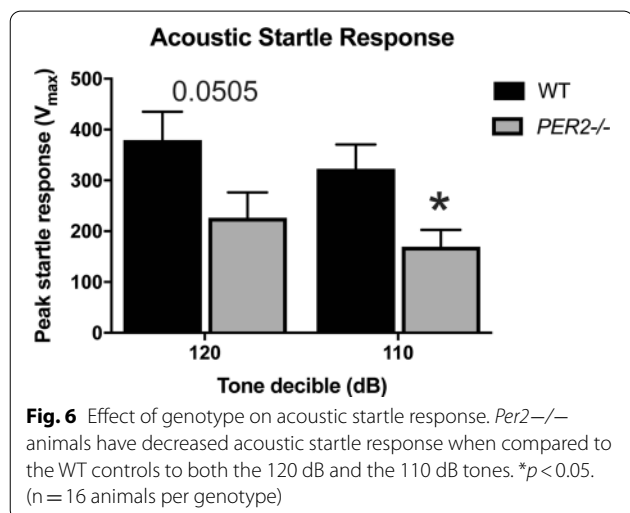 Acoustic Startle Response
500
400
300
200
100
0
Peak startle response (Vmax)
0.0505
WT
PER2-/-
*
120
110
Tone decible (dB)
Fig. 6 Effect of genotype on acoustic startle response. Per2−/−
animals have decreased acoustic startle response when compared to
the WT controls to both the 120 dB and the 110 dB tones. *p < 0.05.
(n = 16 animals per genotype)